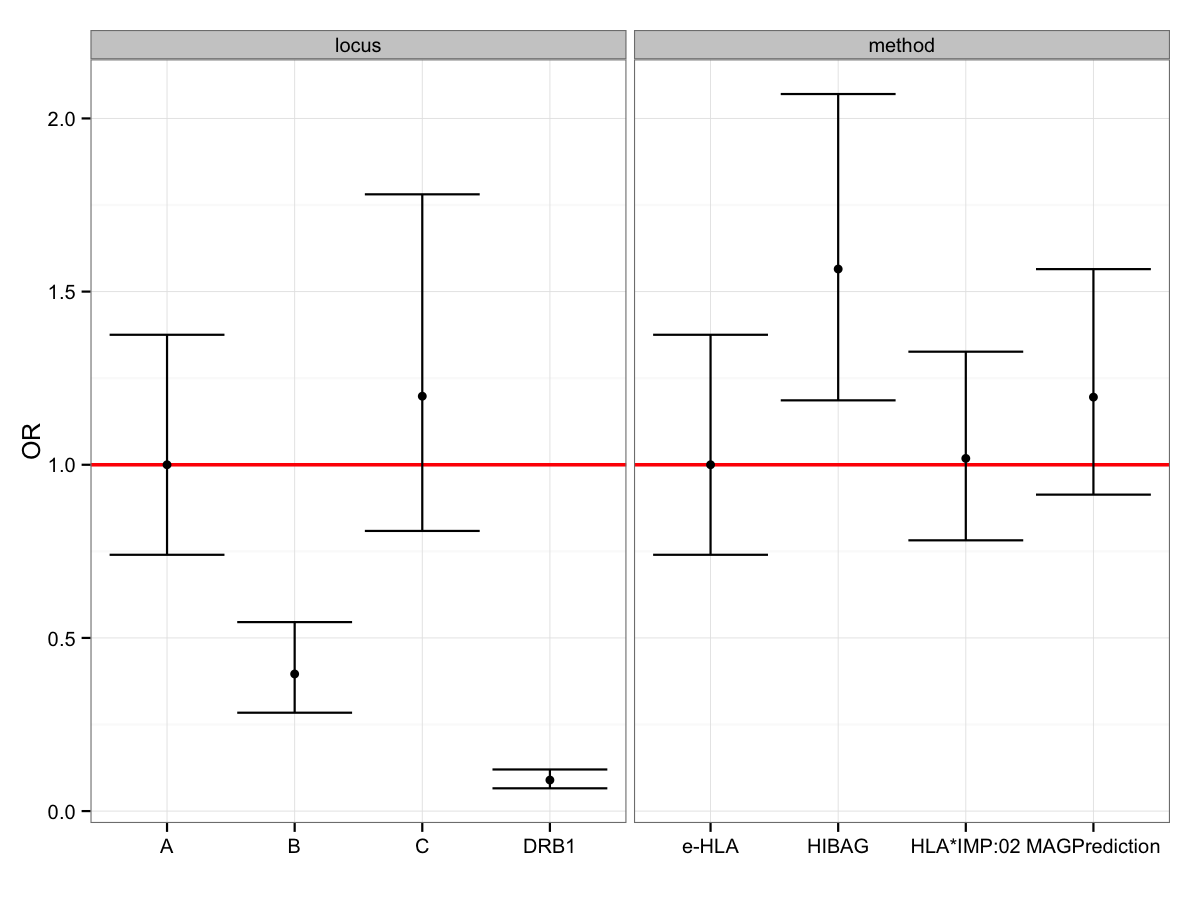 locus
method
OR
2.0
1.5
1.0
0.5
0.0
A
B
C
DRB1
e-HLA
HIBAG
HLA*IMP:02
MAGPrediction